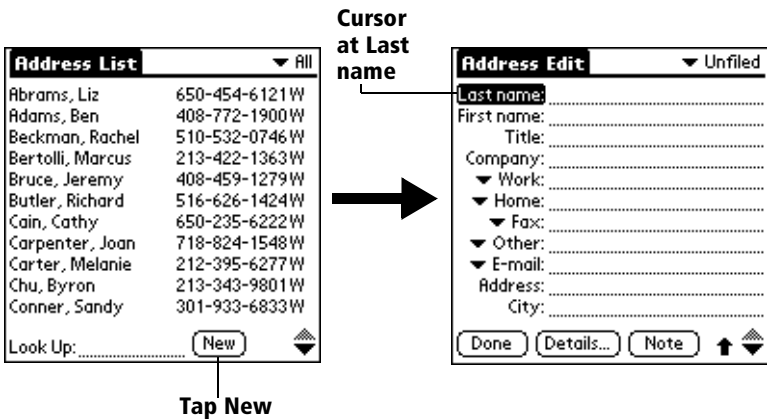 Cursor
at Last
name
Address List
All
Abrams, Liz 650-454-6121W
Adams, Ben 408-772-1900W
Beckman, Rachel 510-532-0746W
Bertolli, Marcus 213-422-1363W
Bruce, Jeremy 408-459-1279W
Butler, Richard 516-626-1424W
Cain, Cathy 650-235-6222W
Carpenter, Joan 718-824-1548W
Carter, Melanie 212-395-6277W
Chu, Byron 213-343-9801W
Conner, Sandy 301-933-6833W
Look Up: New
Tap New
Address Edit
Unfiled
Last name:
First name:
Title:
Company:
Work:
Home:
Fax:
Other:
E-mail:
Address:
City:
Done Details... Note